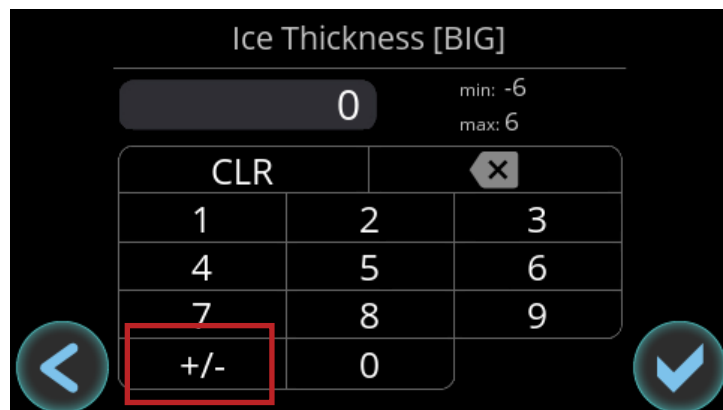 Ice Thickness [BIG]
0
min: -6
max: 6
CLR
1 2 3
4 5 6
7 8 9
+/- 0